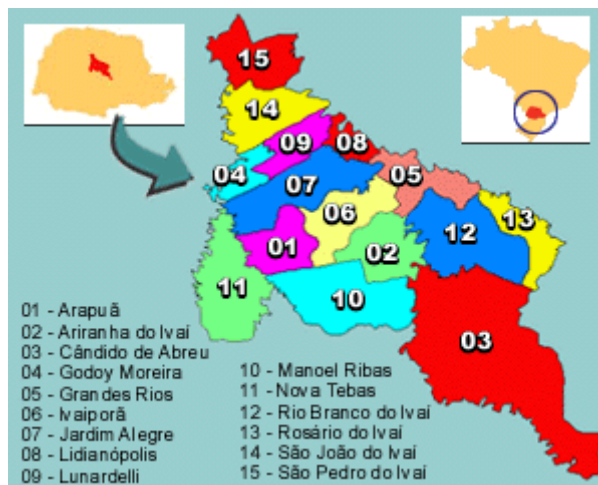 15
14
09
08
04
07
05
06
13
12
01
02
11
10
03
01 - Arapuã
02 - Ariranha do Ivaí
03 - Cândido de Abreu
04 - Godoy Moreira
05 - Grandes Rios
06 - Ivaiporã
07 - Jardim Alegre
08 - Lidianópolis
09 - Lunardelli
10 - Manoel Ribas
11 - Nova Tebas
12 - Rio Branco do Ivaí
13 - Rosário do Ivaí
14 - São João do Ivaí
15 - São Pedro do Ivaí